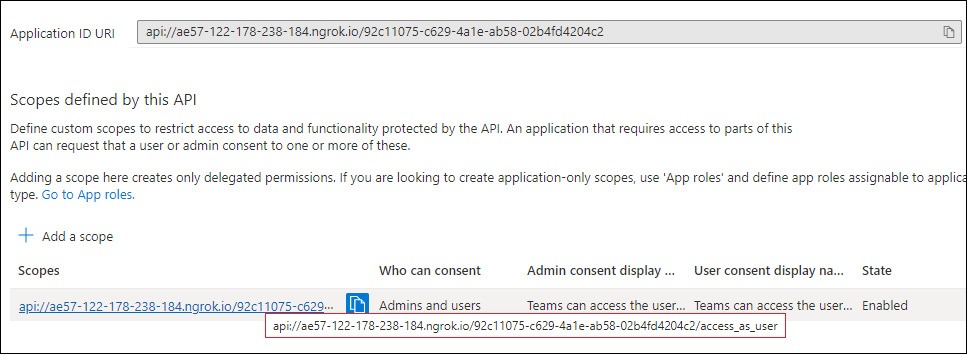 Application ID URI api://ae57-122-178-238-184.ngrok.io/92c11075-c629-4a1e-ab58-02b4fd4204c2
Scopes defined by this API
Define custom scopes to restrict access to data and functionality protected by the API. An application that requires access to parts of this
API can request that a user or admin consent to one or more of these.
Adding a scope here creates only delegated permissions. If you are looking to create application-only scopes, use 'App roles' and define app roles assignable to applica
type. Go to App roles.
Add a scope
Scopes Who can consent Admin consent display ... User consent display na... State
api://ae57-122-178-238-184.ngrok.io/92c11075-c629... Admins and users Teams can access the user... Teams can access the user... Enabled
api://ae57-122-178-238-184.ngrok.io/92c11075-c629-4a1e-ab58-02b4fd4204c2/access_as_user